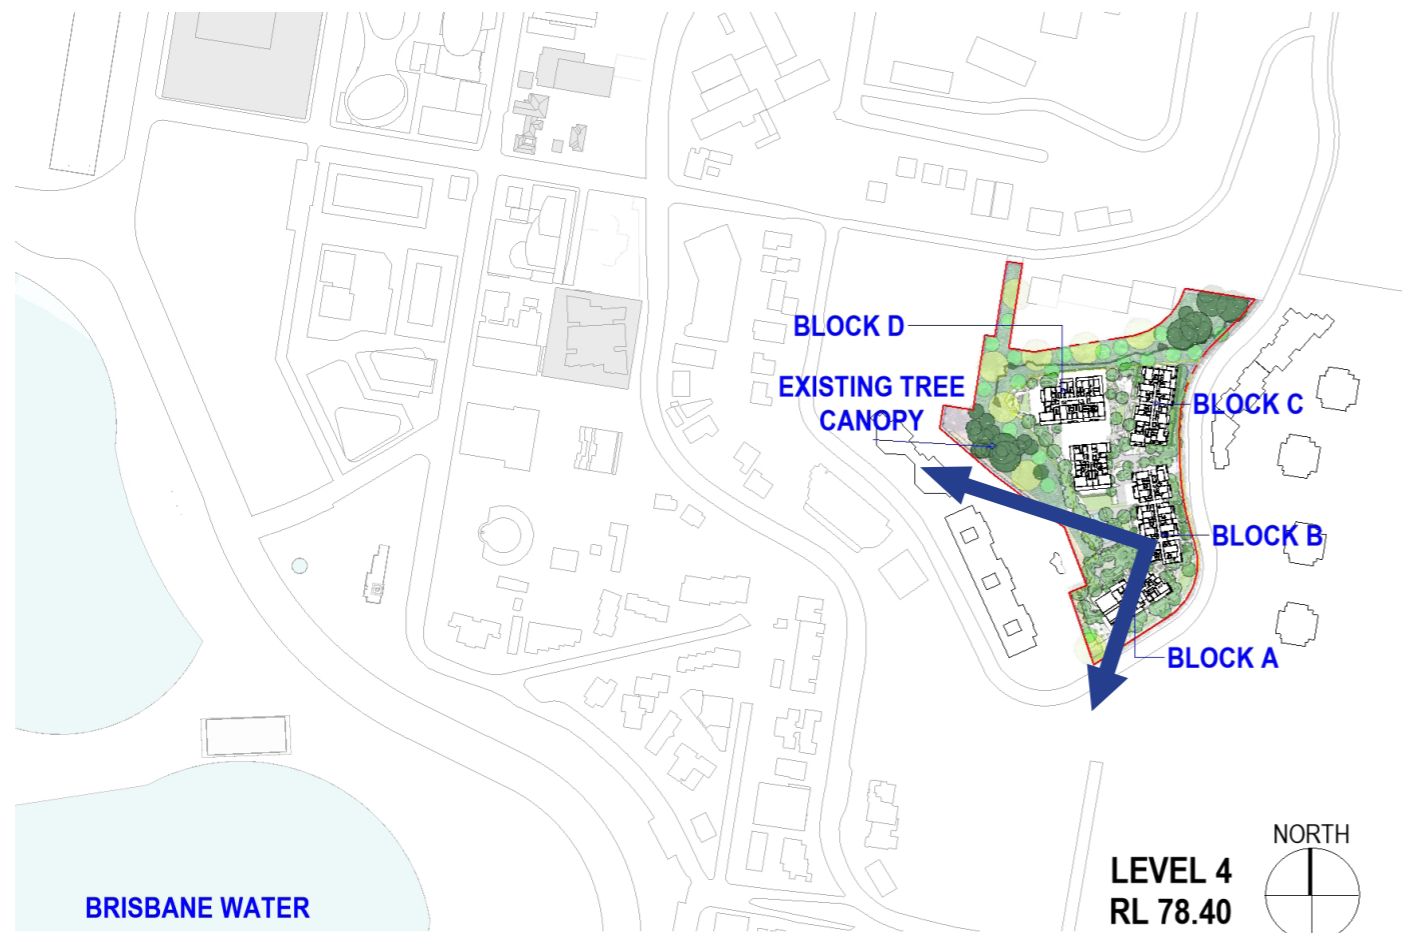 BLOCK D
EXISTING TREE
CANOPY
BLOCK C
BLOCK B
BLOCK A
NORTH
LEVEL 4
RL 78.40
BRISBANE WATER